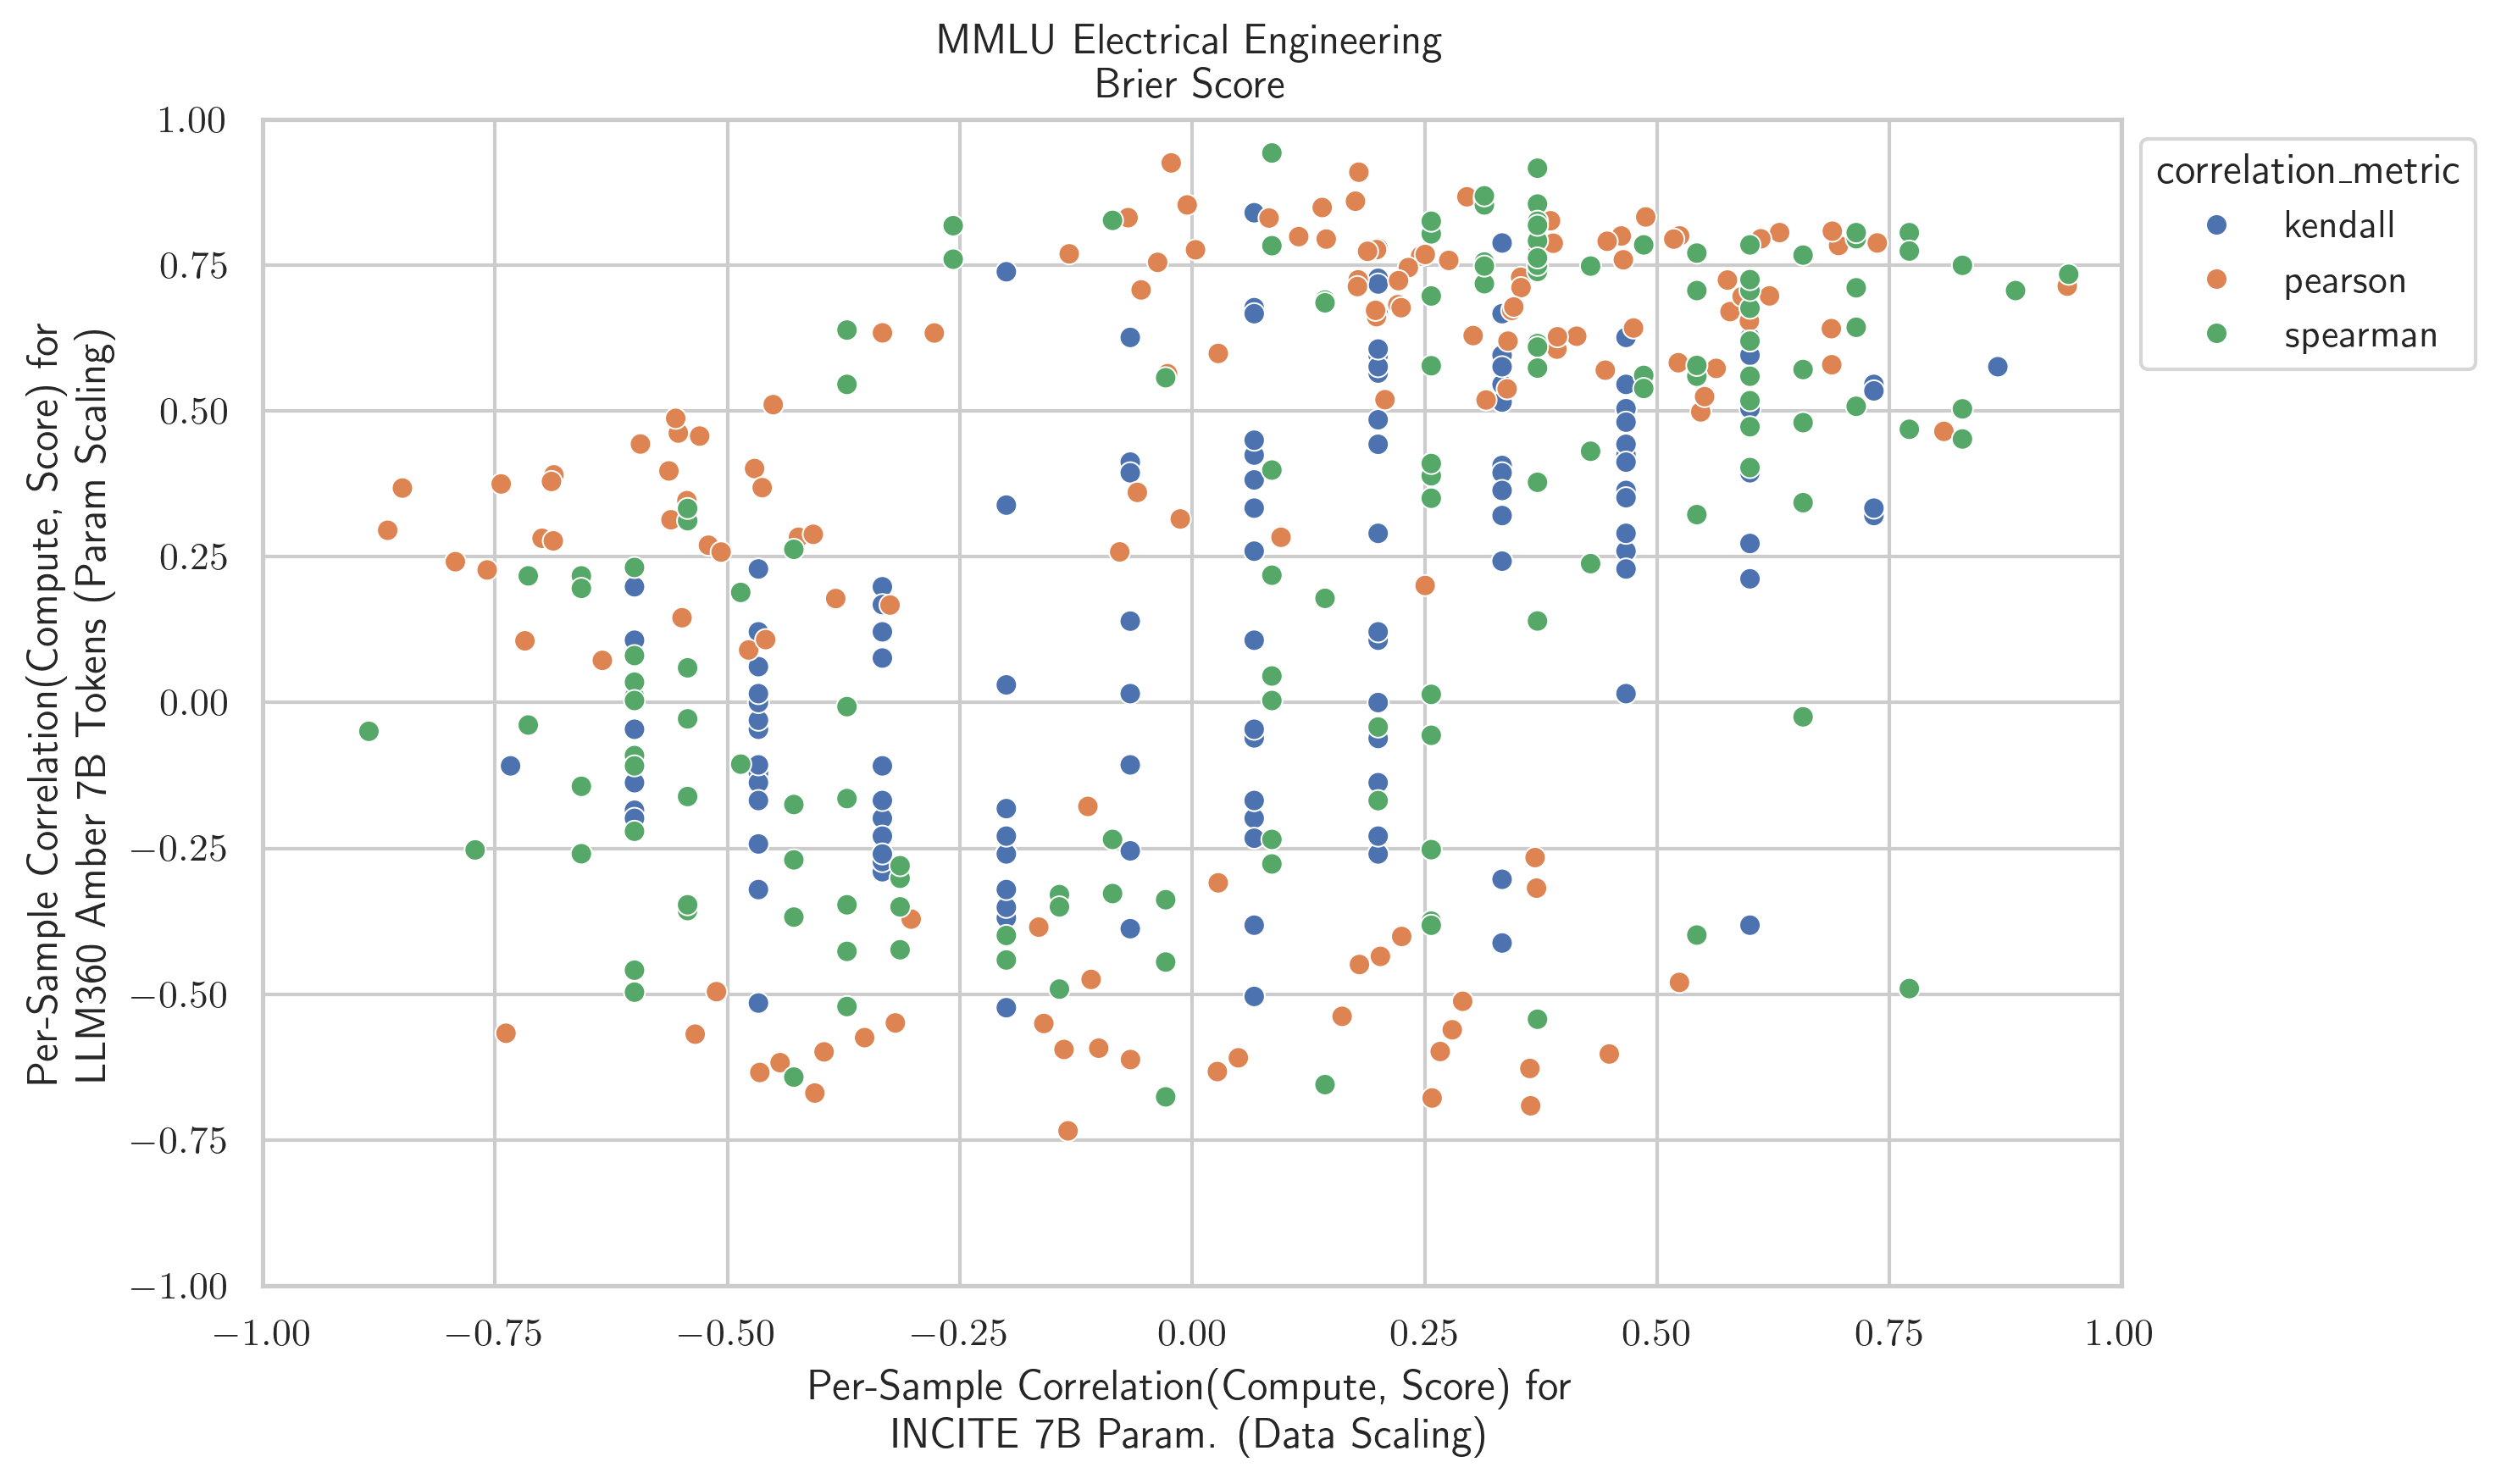 MMLU Electrical Engineering
Brier Score
Per-Sample Correlation(Compute, Score) for
LLM360 Amber 7B Tokens (Param Scaling)
1.00
0.75
0.50
0.25
0.00
−0.25
−0.50
−0.75
−1.00
−1.00 −0.75 −0.50 −0.25 0.00 0.25 0.50 0.75 1.00
Per-Sample Correlation(Compute, Score) for
INCITE 7B Param. (Data Scaling)
correlation_metric
kendall
pearson
spearman